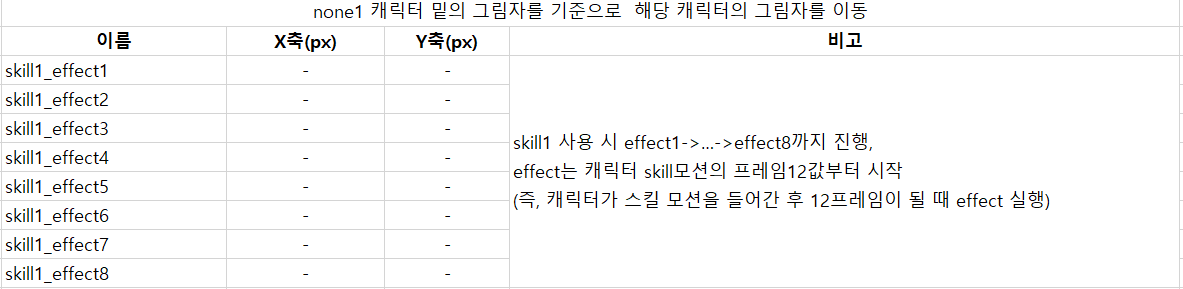 none1 캐릭터 밑의 그림자를 기준으로  해당 캐릭터의 그림자를 이동
이름 X축(px) Y축(px) 비고
skill1_effect1 - -
skill1_effect2 - -
skill1_effect3 - -
skill1_effect4 - -
skill1_effect5 - -
skill1_effect6 - -
skill1_effect7 - -
skill1_effect8 - -
skill1 사용 시 effect1->...->effect8까지 진행,
effect는 캐릭터 skill모션의 프레임12값부터 시작
(즉, 캐릭터가 스킬 모션을 들어간 후 12프레임이 될 때 effect 실행)